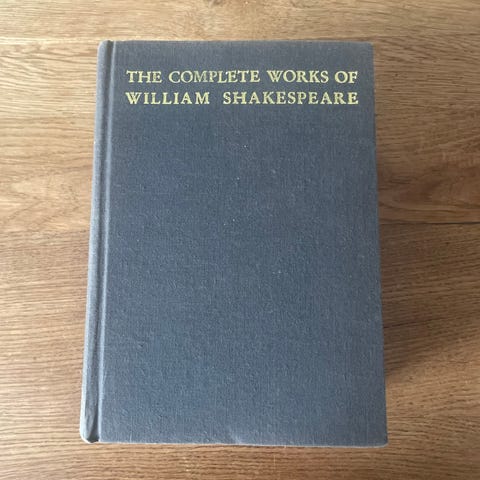 THE COMPLETE WORKS OF
WILLIAM SHAKESPEARE